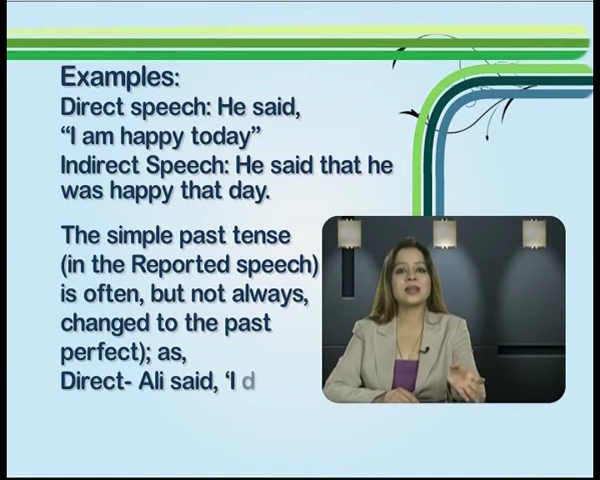 Examples:
Direct speech: He said,
“I am happy today”
Indirect Speech: He said that he
was happy that day.
The simple past tense
(in the Reported speech)
is often, but not always,
changed to the past
perfect); as,
Direct- Ali said, ‘I d